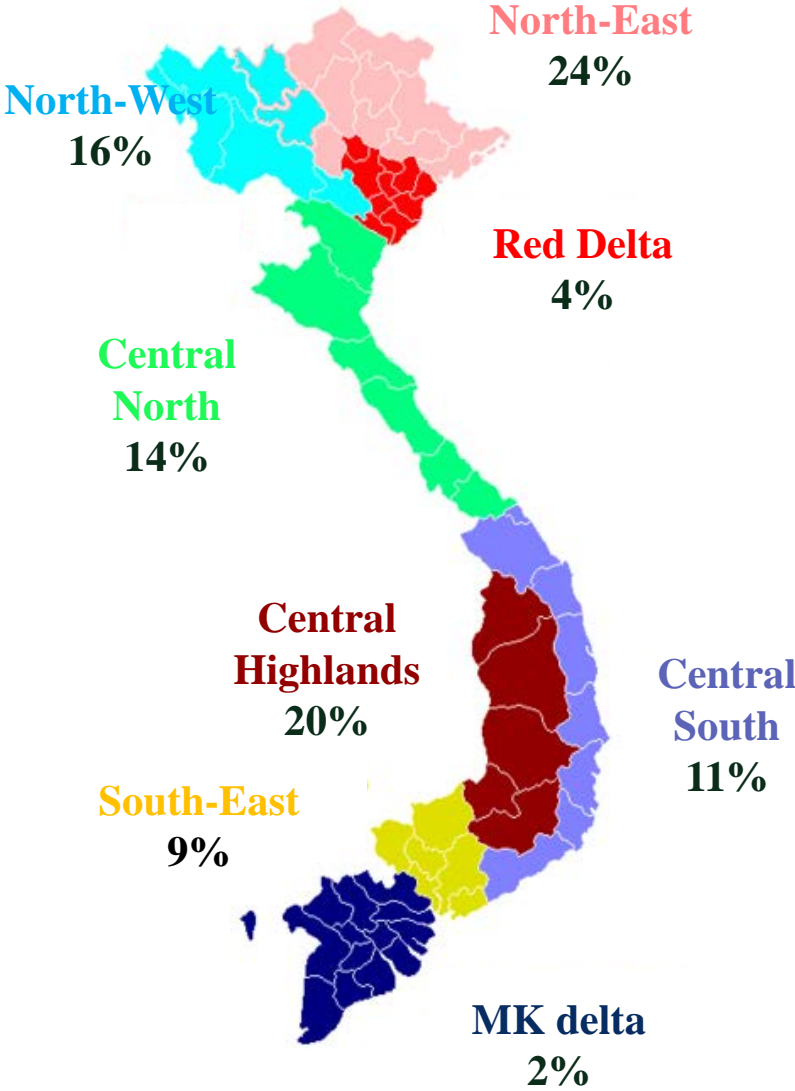 North-East
24%
North-West
16%
Red Delta
4%
Central
North
14%
Central
Highlands
20%
Central
South
11%
South-East
9%
MK delta
2%